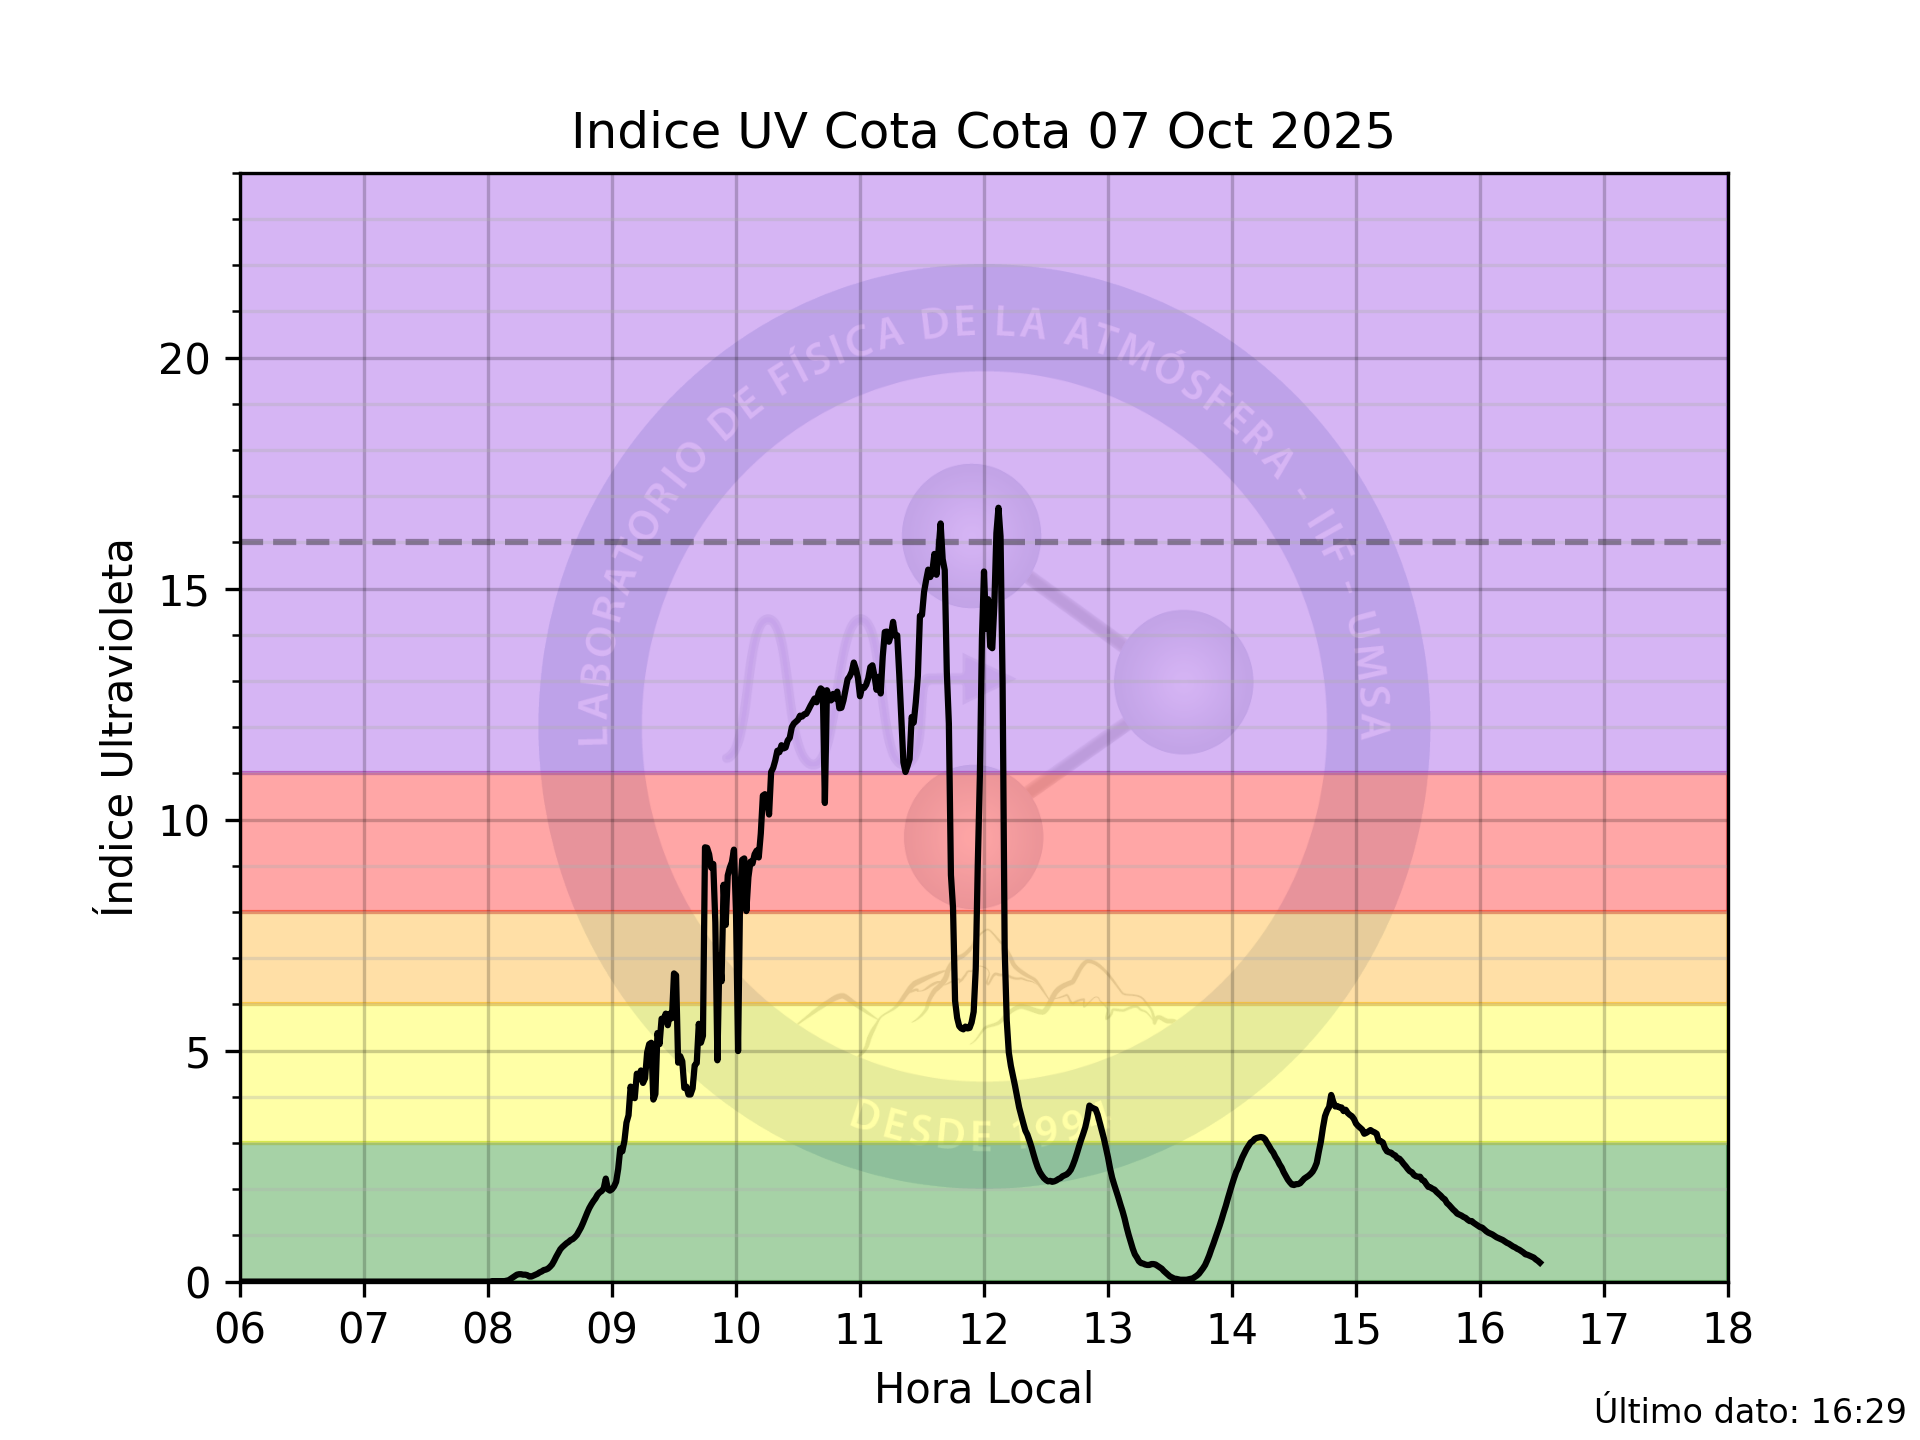 Indice UV Cota Cota 07 Oct 2025
20
15
10
5
0
Índice Ultravioleta
LABORATORIO DE FÍSICA DE LA ATMÓSFERA - IIF - UMSA
DESDE
06 07 08 09 10 11 12 13 14 15 16 17 18
Hora Local
Último dato: 16:29